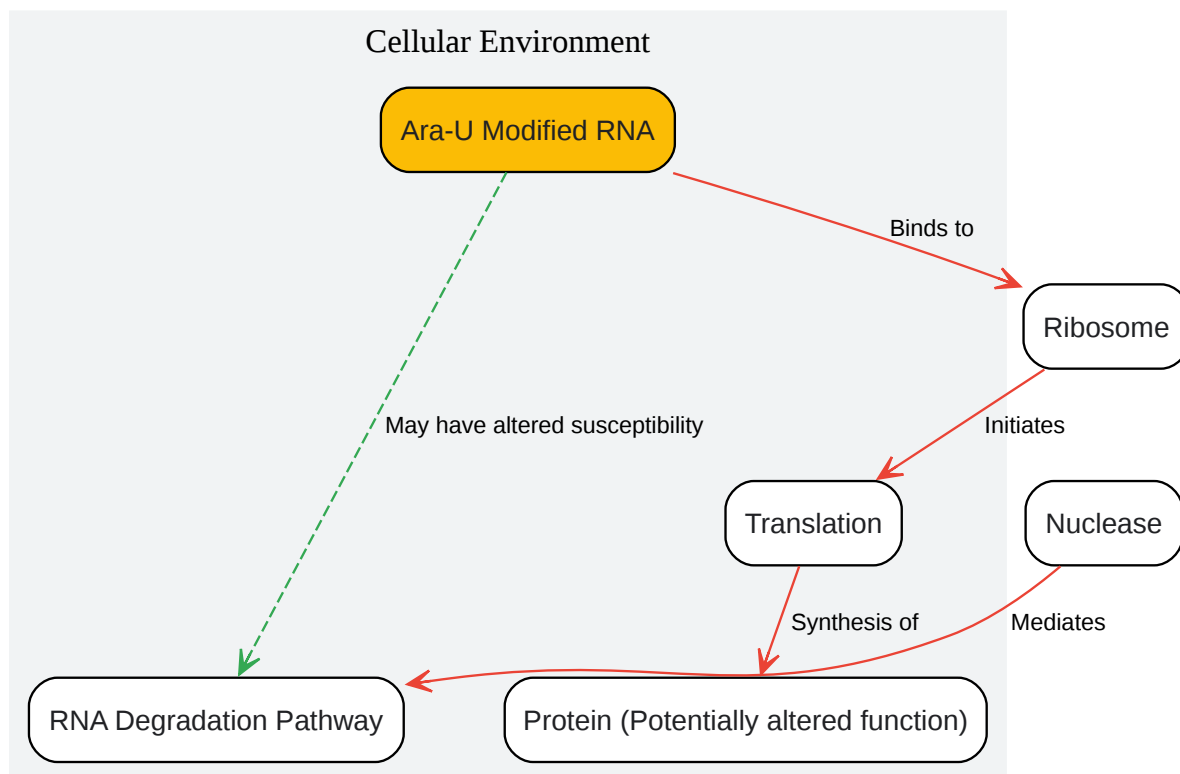 Cellular Environment
Ara-U Modified RNA
Binds to
Ribosome
May have altered susceptibility
Initiates
Translation
Nuclease
Synthesis of
Mediates
RNA Degradation Pathway
Protein (Potentially altered function)